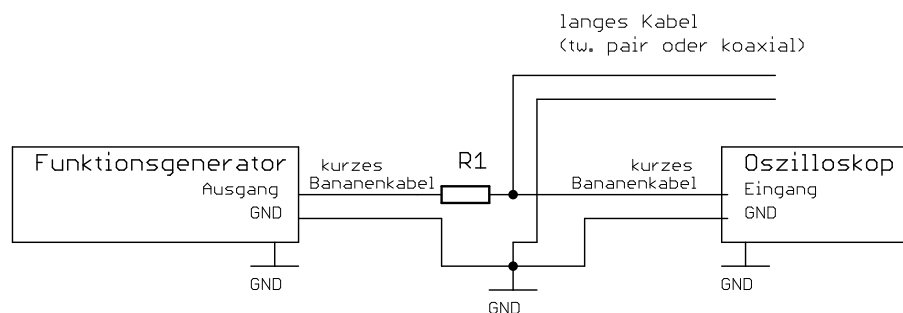 langes Kabel
(tw. pair oder koaxial)
Funktionsgenerator
Ausgang
GND
GND
kurzes
Bananenkabel
R1
GND
kurzes
Bananenkabel
Oszilloskop
Eingang
GND
GND